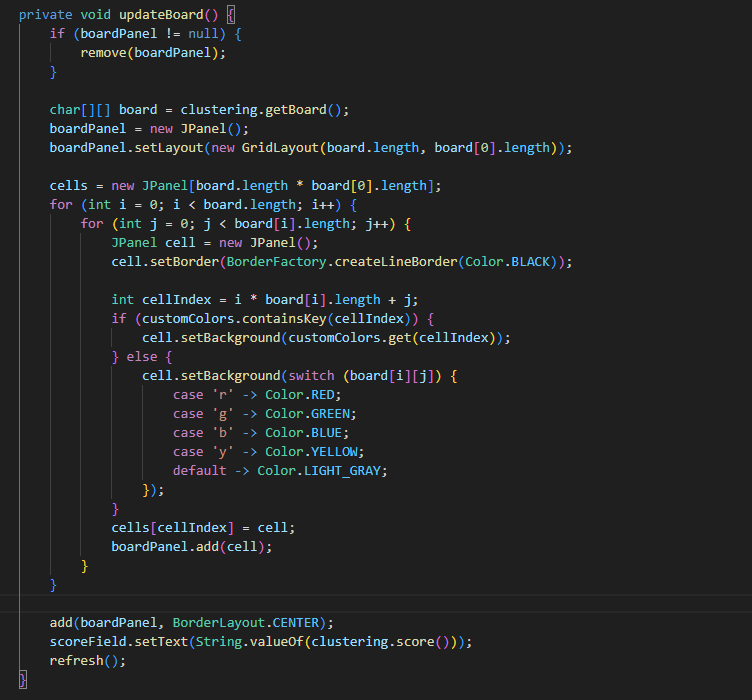 private void updateBoard() {
    if (boardPanel != null) {
        remove(boardPanel);
    }

    char[][] board = clustering.getBoard();
    boardPanel = new JPanel();
    boardPanel.setLayout(new GridLayout(board.length, board[0].length));

    cells = new JPanel[board.length * board[0].length];
    for (int i = 0; i < board.length; i++) {
        for (int j = 0; j < board[i].length; j++) {
            JPanel cell = new JPanel();
            cell.setBorder(BorderFactory.createLineBorder(Color.BLACK));

            int cellIndex = i * board[i].length + j;
            if (customColors.containsKey(cellIndex)) {
                cell.setBackground(customColors.get(cellIndex));
            } else {
                cell.setBackground(switch (board[i][j]) {
                    case 'r' -> Color.RED;
                    case 'g' -> Color.GREEN;
                    case 'b' -> Color.BLUE;
                    case 'y' -> Color.YELLOW;
                    default -> Color.LIGHT_GRAY;
                });
            }
            cells[cellIndex] = cell;
            boardPanel.add(cell);
        }
    }

    add(boardPanel, BorderLayout.CENTER);
    scoreField.setText(String.valueOf(clustering.score()));
    refresh();
}